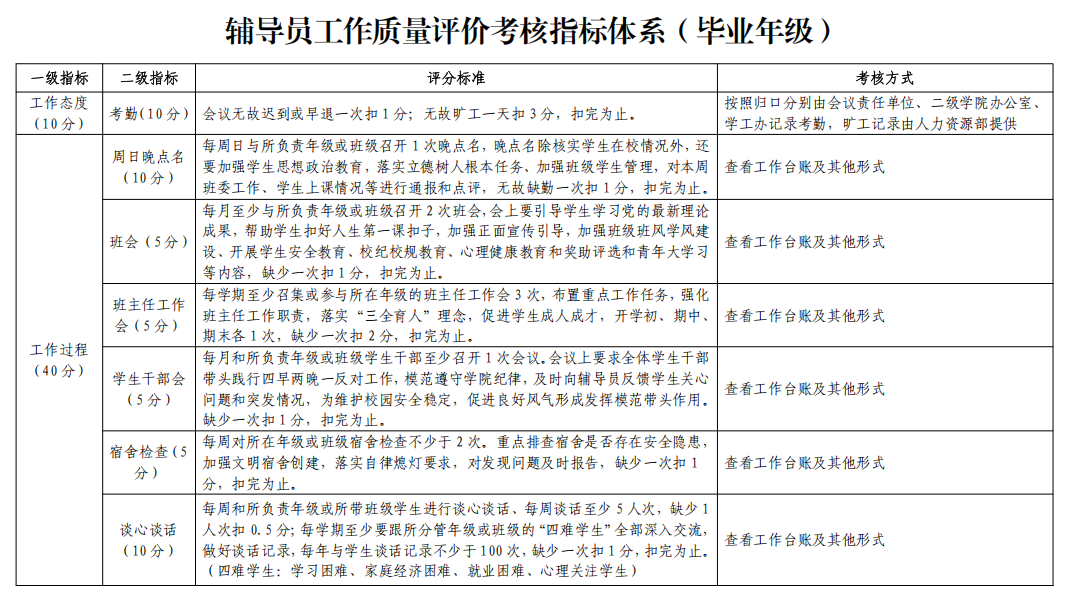 辅导员工作质量评价考核指标体系（毕业年级）
一级指标
二级指标
评分标准
考核方式
工作态度
（10分）
考勤(10分)
会议无故迟到或早退一次扣1分；无故旷工一天扣3分，扣完为止。
按照归口分别由会议责任单位、二级学院办公室、
学工办记录考勤，旷工记录由人力资源部提供
工作过程
（40分）
周日晚点名
（10分）
每周日与所负责年级或班级召开1次晚点名，晚点名除核实学生在校情况外，还
要加强学生思想政治教育，落实立德树人根本任务、加强班级学生管理，对本周
班委工作、学生上课情况等进行通报和点评，无故缺勤一次扣1分，扣完为止。
查看工作台账及其他形式
班会（5分）
每月至少与所负责年级或班级召开2次班会，会上要引导学生学习党的最新理论
成果，帮助学生扣好人生第一课扣子，加强正面宣传引导，加强班级班风学风建
设、开展学生安全教育、校纪校规教育、心理健康教育和奖助评选和青年大学习
等内容，缺少一次扣1分，扣完为止。
查看工作台账及其他形式
班主任工作
会（5分）
每学期至少召集或参与所在年级的班主任工作会3次，布置重点工作任务，强化
班主任工作职责，落实“三全育人”理念，促进学生成人成才，开学初、期中、
期末各1次，缺少一次扣2分，扣完为止。
查看工作台账及其他形式
学生干部会
（5分）
每月和所负责年级或班级学生干部至少召开1次会议。会议上要求全体学生干部
带头践行四早两晚一反对工作，模范遵守学院纪律，及时向辅导员反馈学生关心
问题和突发情况，为维护校园安全稳定，促进良好风气形成发挥模范带头作用。
缺少一次扣1分，扣完为止。
查看工作台账及其他形式
宿舍检查（5
分）
每周对所在年级或班级宿舍检查不少于2次。重点排查宿舍是否存在安全隐患，
加强文明宿舍创建，落实自律熄灯要求，对发现问题及时报告，缺少一次扣1
分，扣完为止。
查看工作台账及其他形式
谈心谈话
（10分）
每周和所负责年级或所带班级学生进行谈心谈话、每周谈话至少5人次，缺少1
人次扣0.5分；每学期至少要跟所分管年级或班级的“四难学生”全部深入交流，
做好谈话记录，每年与学生谈话记录不少于100次，缺少一次扣1分，扣完为止。
（四难学生：学习困难、家庭经济困难、就业困难、心理关注学生）
查看工作台账及其他形式